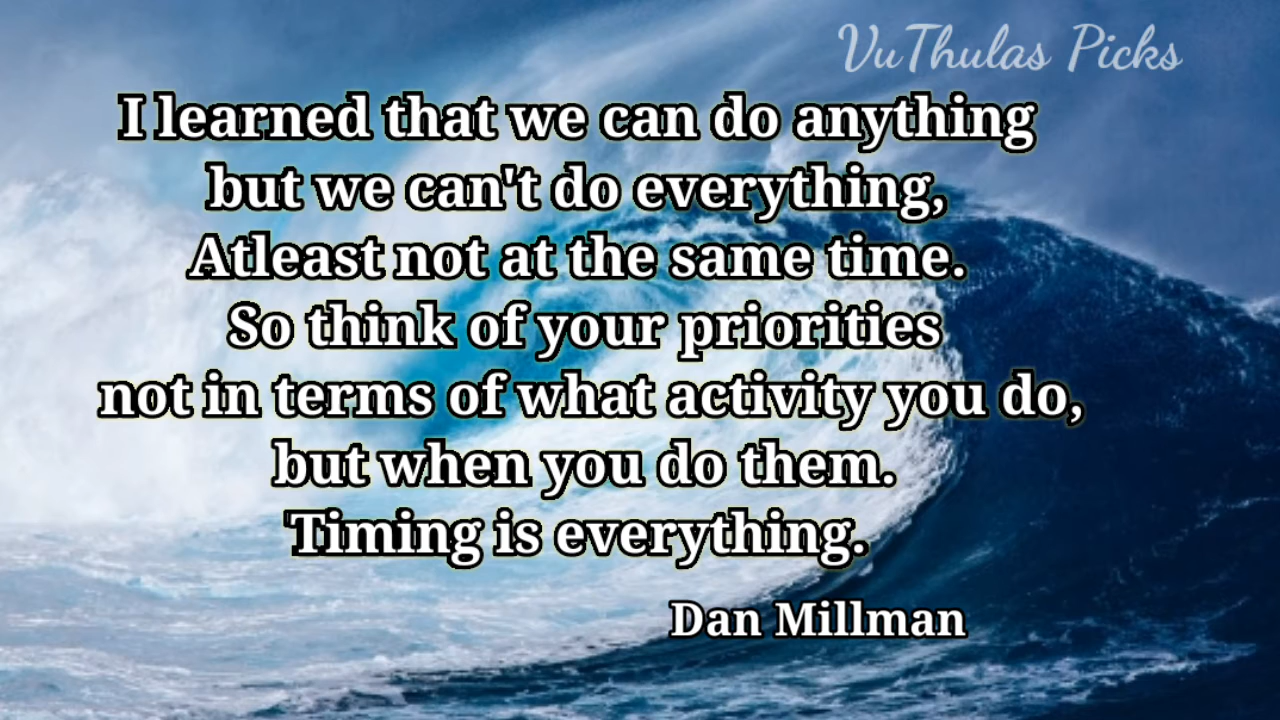 VuThulas Picks
I learned that we can do anything
but we can't do everything,
Atleast not at the same time.
So think of your priorities
not in terms of what activity you do,
but when you do them.
Timing is everything.
Dan Millman